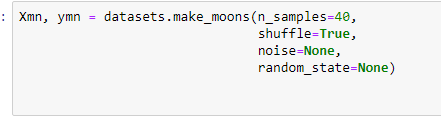 : Xmn, ymn = datasets.make_moons(n_samples=40,
shuffle=True,
noise=None,
random_state=None)